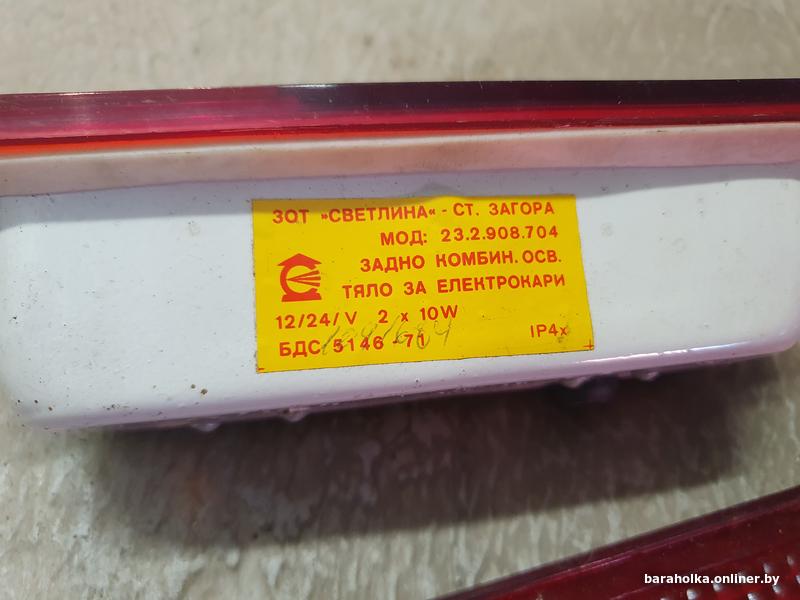 ЗОТ »СВЕТЛИНА« - СТ. ЗАГОРА
МОД: 23.2.908.704
ЗАДНО КОМБИН. ОСВ.
ТЯЛО ЗА ЕЛЕКТРОКАРИ
12/24/ V 2 x 10W
IP4x
БДС 5146-71
baraholka.onliner.by